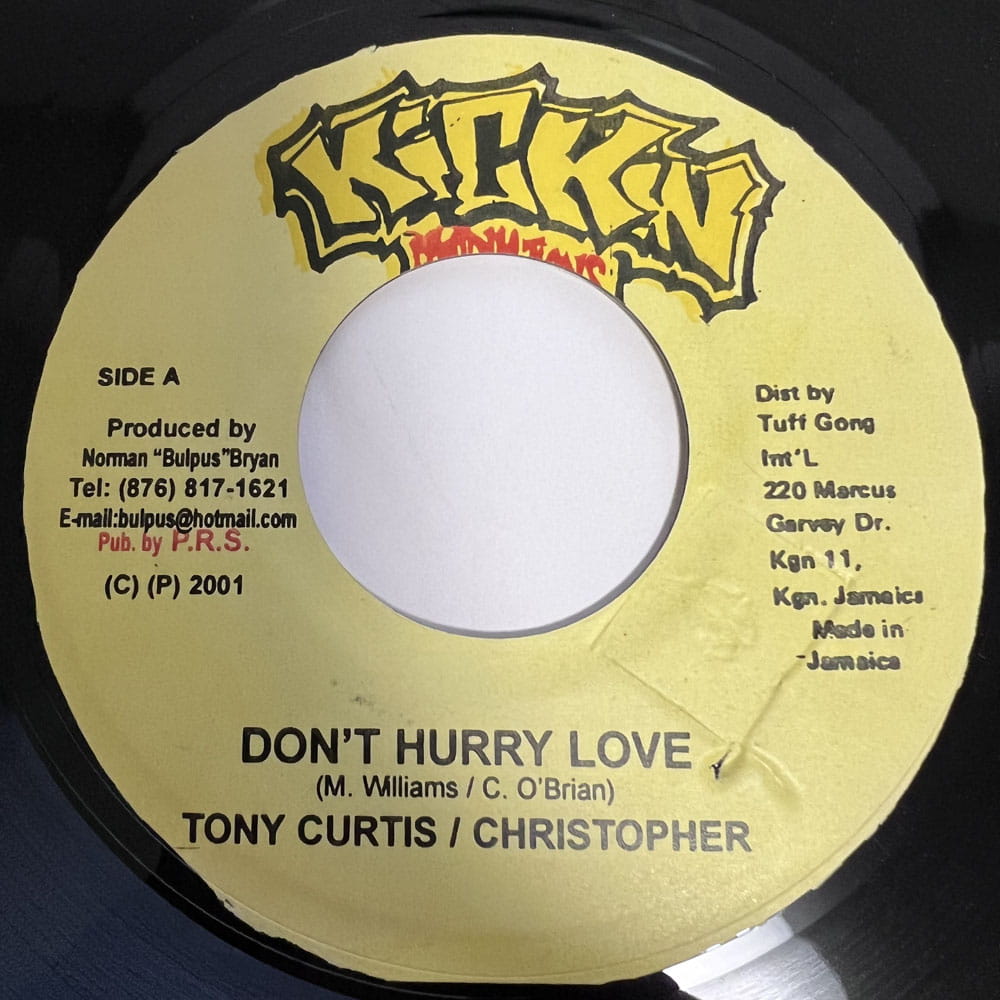 KICKIN
SIDE A
Produced by
Norman “Bulpus”Bryan
Tel: (876) 817-1621
E-mail:bulpus@hotmail.com
Pub. by P.R.S.
(C) (P) 2001
Dist by
Tuff Gong
Int'L
220 Marcus
Garvey Dr.
Kgn 11,
Kgn. Jamaica
Made in
Jamaica
DON'T HURRY LOVE
(M. Williams / C. O'Brian)
TONY CURTIS / CHRISTOPHER